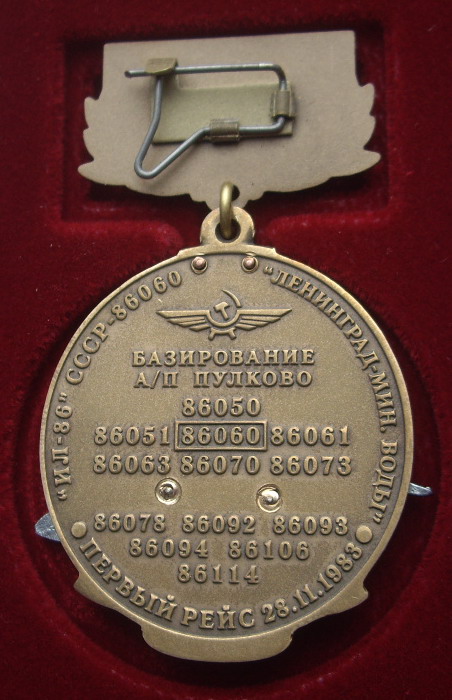 "ИЛ-86" СССР-86060 "ЛЕНИНГРАД-МИН. ВОДЫ"
БАЗИРОВАНИЕ
А/П ПУЛКОВО
86050
86051 86060 86061
86063 86070 86073
86078 86092 86093
86094 86106
86114
ПЕРВЫЙ РЕЙС 28.11.1983